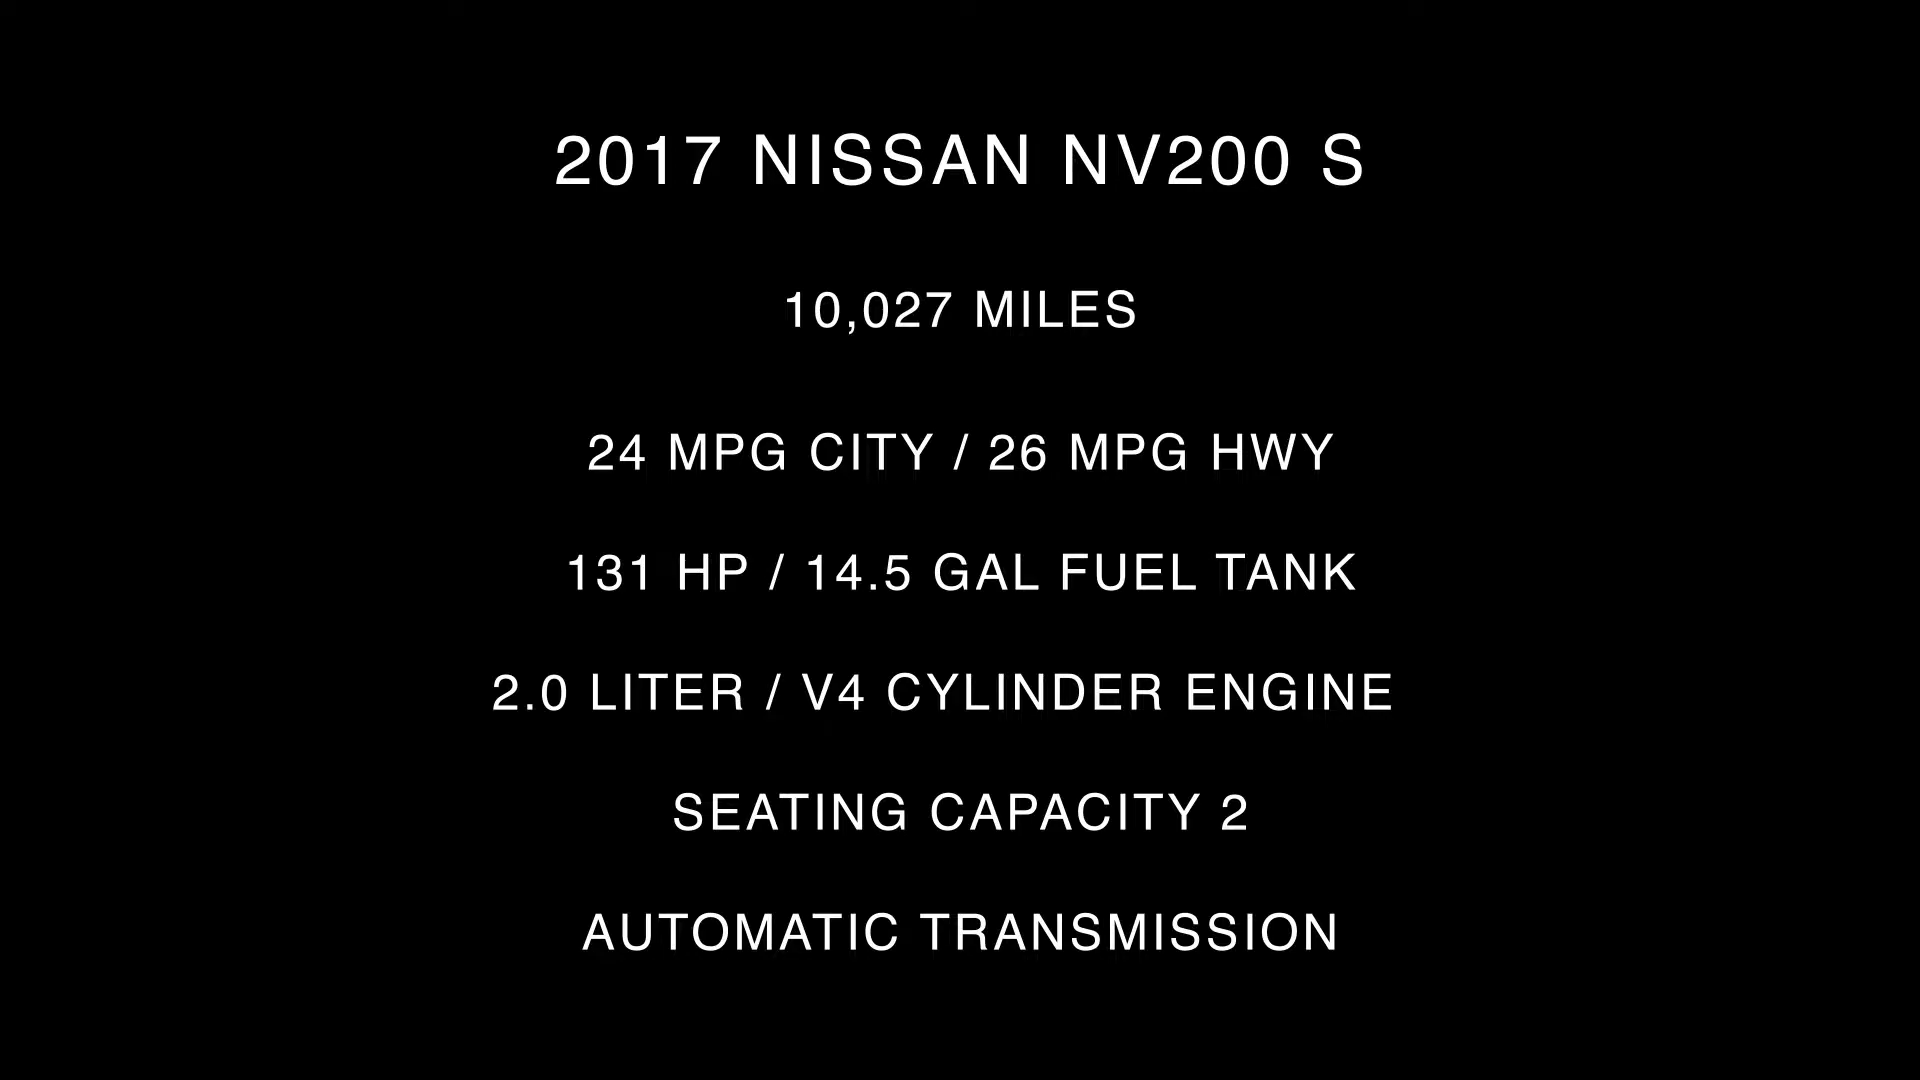 2017 NISSAN NV200 S
10,027 MILES
24 MPG CITY / 26 MPG HWY
131 HP / 14.5 GAL FUEL TANK
2.0 LITER / V4 CYLINDER ENGINE
SEATING CAPACITY 2
AUTOMATIC TRANSMISSION